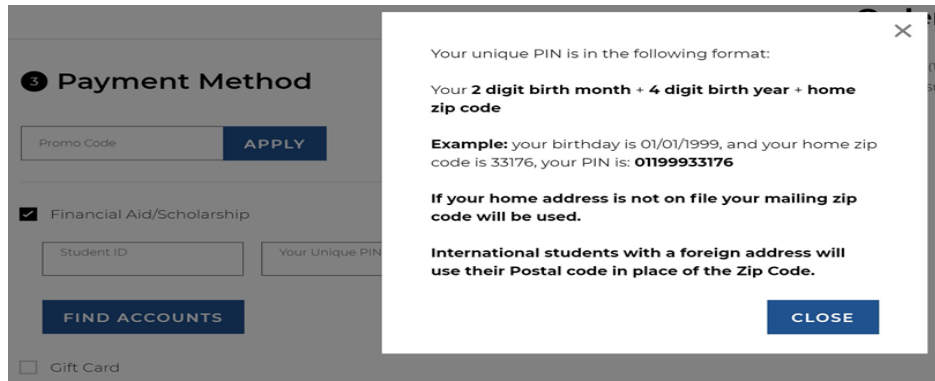 3 Payment Method
Promo Code
APPLY
Financial Aid/Scholarship
Student ID
Your Unique PIN
FIND ACCOUNTS
Gift Card
Your unique PIN is in the following format:
Your 2 digit birth month + 4 digit birth year + home
zip code
Example: your birthday is 01/01/1999, and your home zip
code is 33176, your PIN is: 01199933176
If your home address is not on file your mailing zip
code will be used.
International students with a foreign address will
use their Postal code in place of the Zip Code.
CLOSE